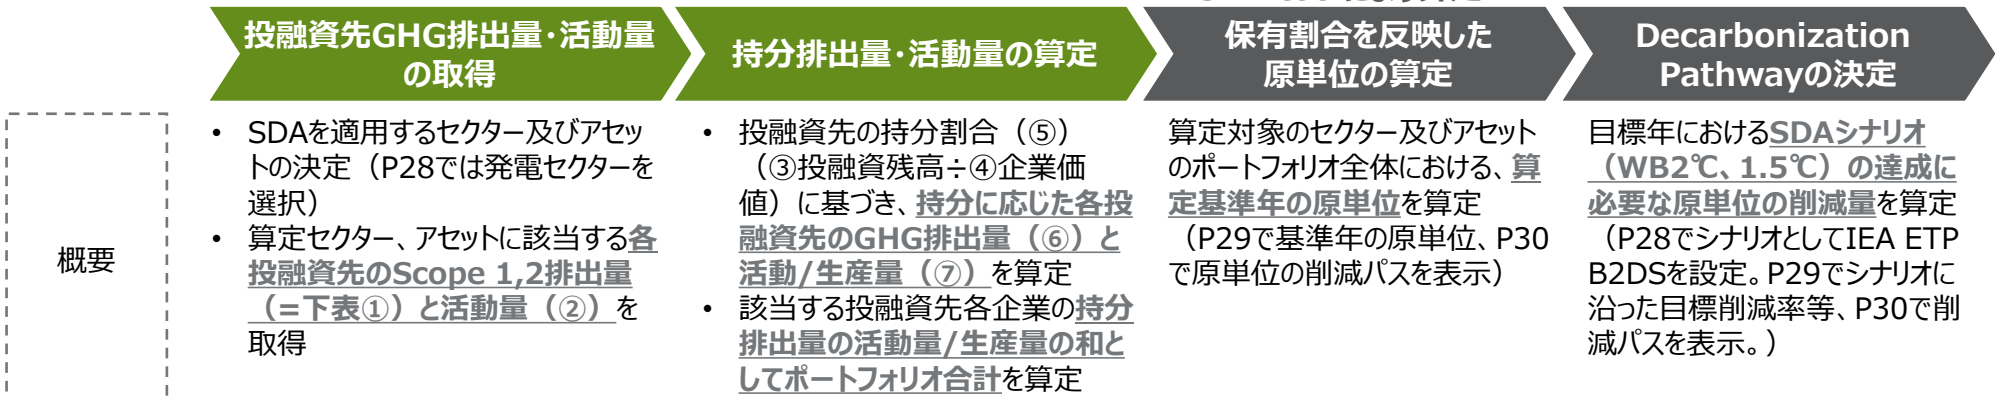 投融資先GHG排出量・活動量
の取得
持分排出量・活動量の算定
保有割合を反映した
原単位の算定
Decarbonization
Pathwayの決定
概要
• SDAを適用するセクター及びアセッ
トの決定（P28では発電セクターを
選択）
• 算定セクター、アセットに該当する各
投融資先のScope 1,2排出量
（=下表①）と活動量（②）を
取得
• 投融資先の持分割合（⑤）
（③投融資残高÷④企業価
値）に基づき、持分に応じた各投
融資先のGHG排出量（⑥）と
活動/生産量（⑦）を算定
• 該当する投融資先各企業の持分
排出量の活動量/生産量の和と
してポートフォリオ合計を算定
算定対象のセクター及びアセット
のポートフォリオ全体における、算
定基準年の原単位を算定
（P29で基準年の原単位、P30
で原単位の削減パスを表示）
目標年におけるSDAシナリオ
（WB2℃、1.5℃）の達成に
必要な原単位の削減量を算定
（P28でシナリオとしてIEA ETP
B2DSを設定。P29でシナリオに
沿った目標削減率等、P30で削
減パスを表示。）